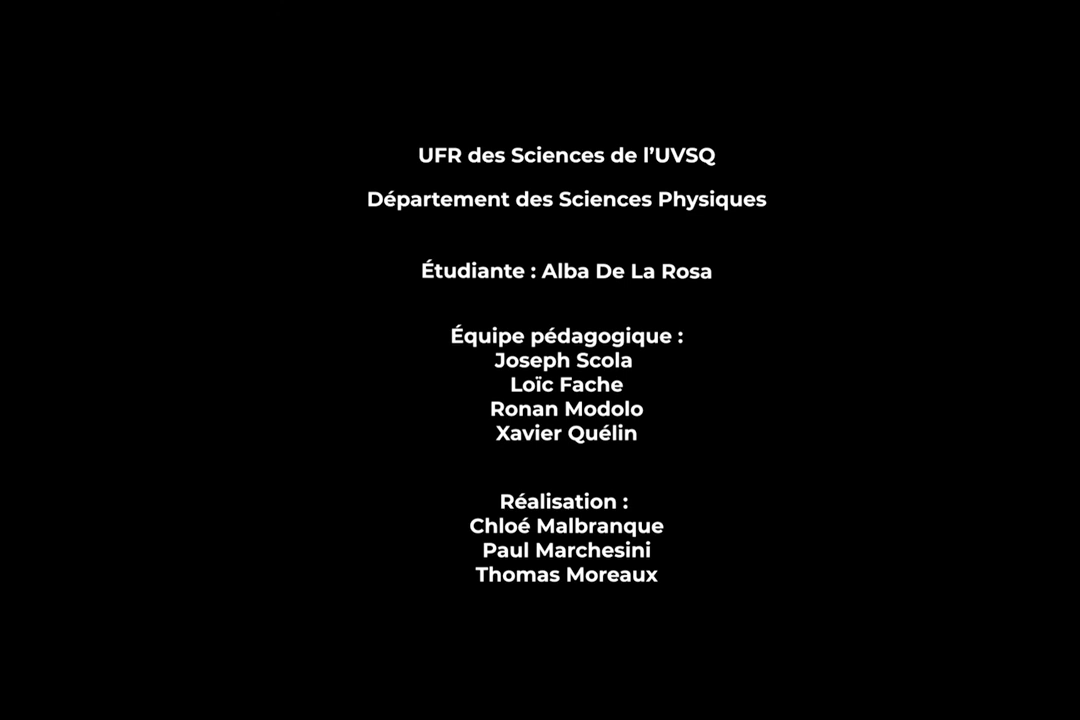 UFR des Sciences de l’UVSQ
Département des Sciences Physiques
Étudiante : Alba De La Rosa
Équipe pédagogique :
Joseph Scola
Loïc Fache
Ronan Modolo
Xavier Quélin
Réalisation :
Chloé Malbranque
Paul Marchesini
Thomas Moreaux